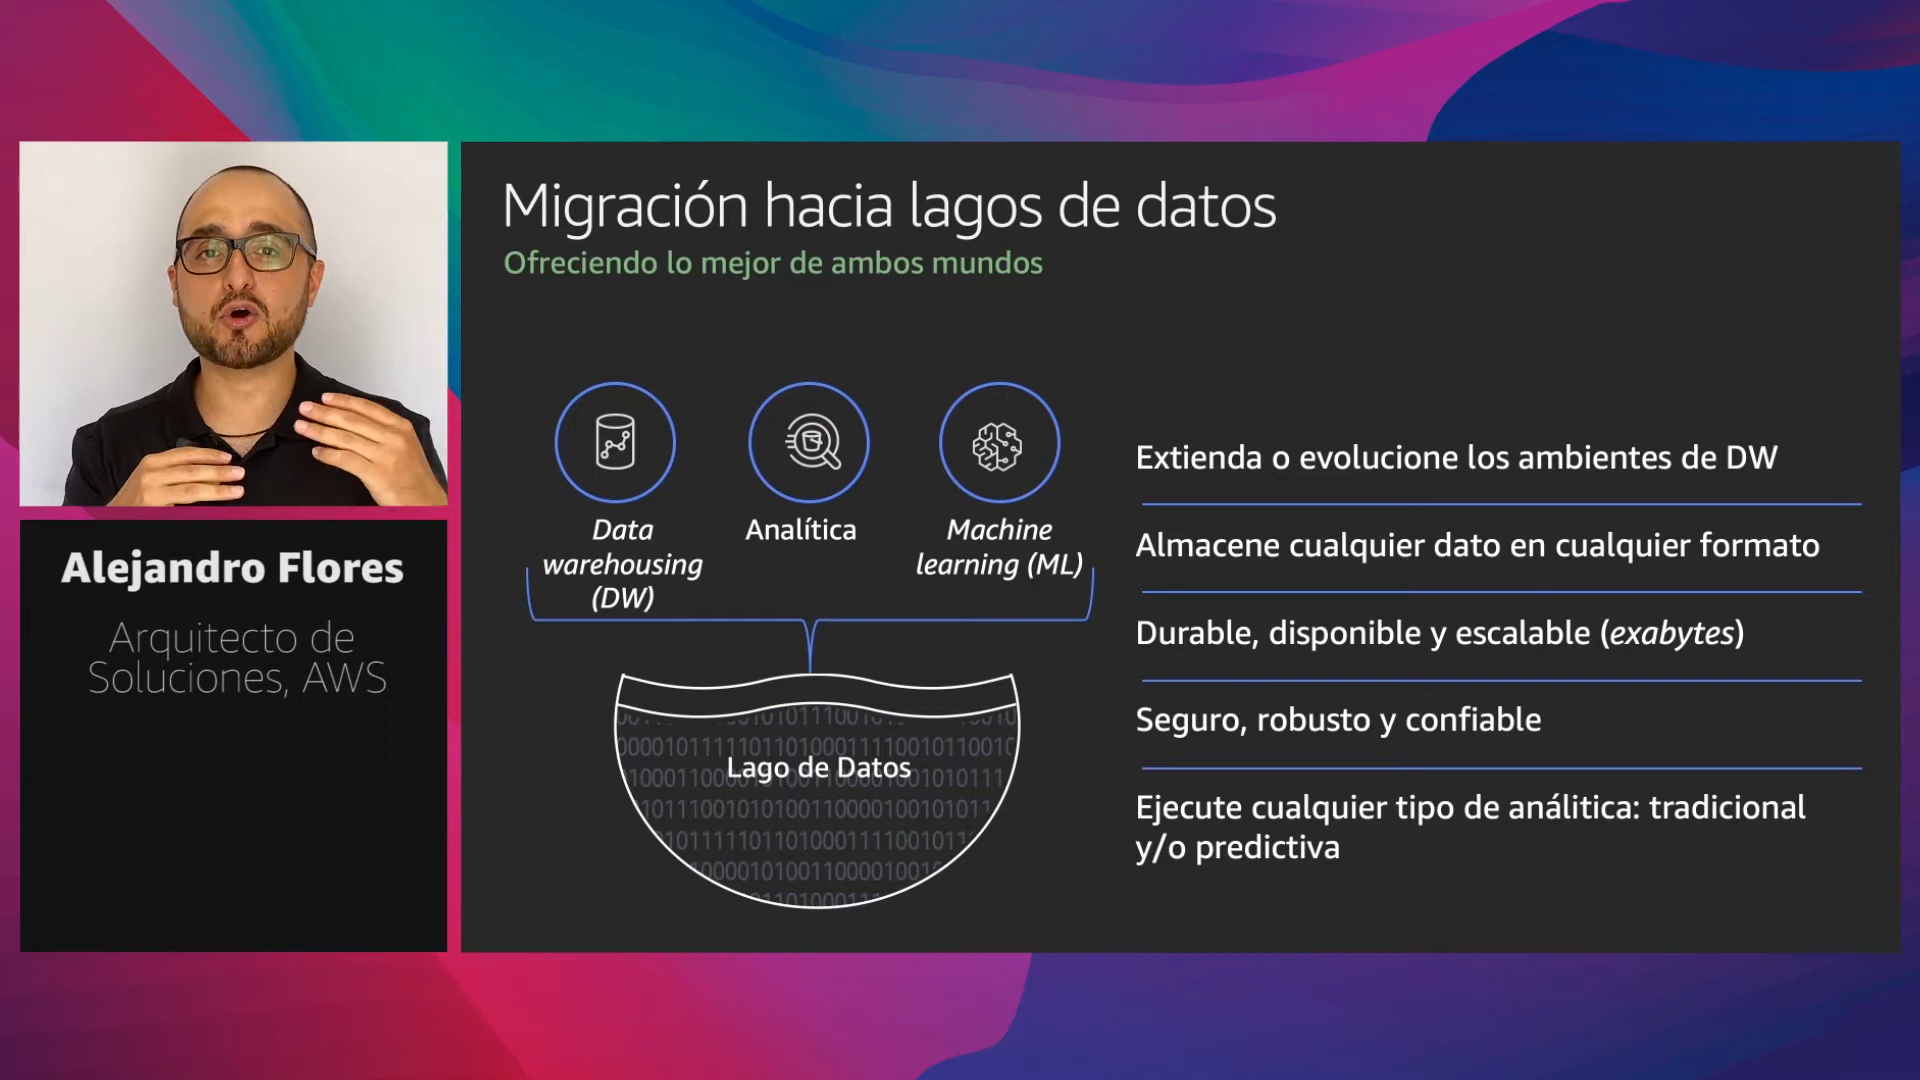 Migración hacia lagos de datos
Ofreciendo lo mejor de ambos mundos
Data
warehousing
(DW)
Analítica
Machine
learning (ML)
Lago de Datos
Extienda o evolucione los ambientes de DW
Almacene cualquier dato en cualquier formato
Durable, disponible y escalable (exabytes)
Seguro, robusto y confiable
Ejecute cualquier tipo de análitica: tradicional
y/o predictiva
Alejandro Flores
Arquitecto de
Soluciones, AWS